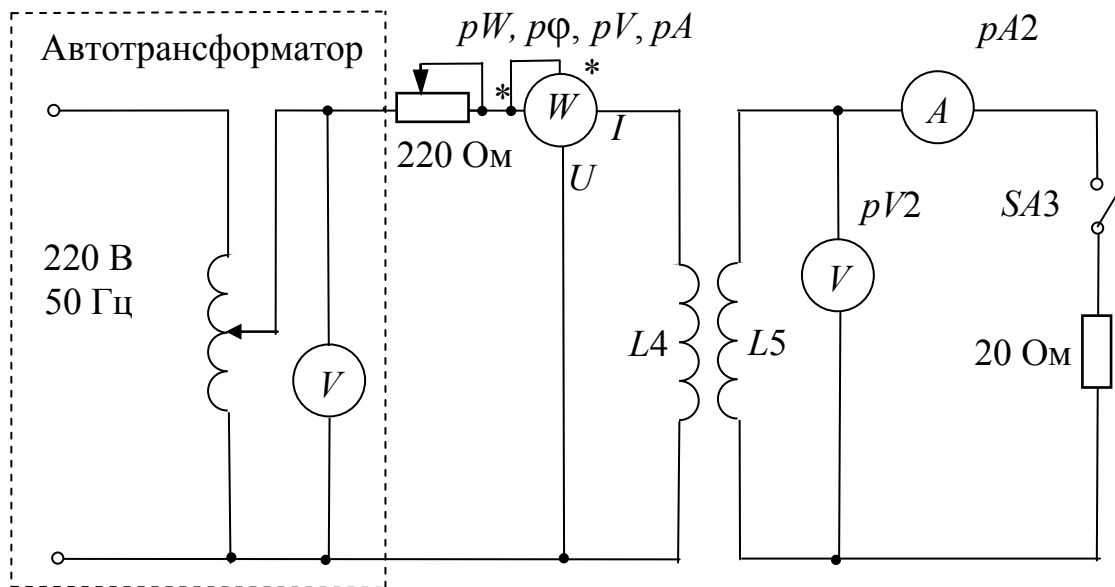 pW, pφ, pV, pA
pA2
Автотрансформатор
*
*
W
A
I
220 Ом
U
pV2
SA3
220 В
50 Гц
V
L4
L5
20 Ом
V